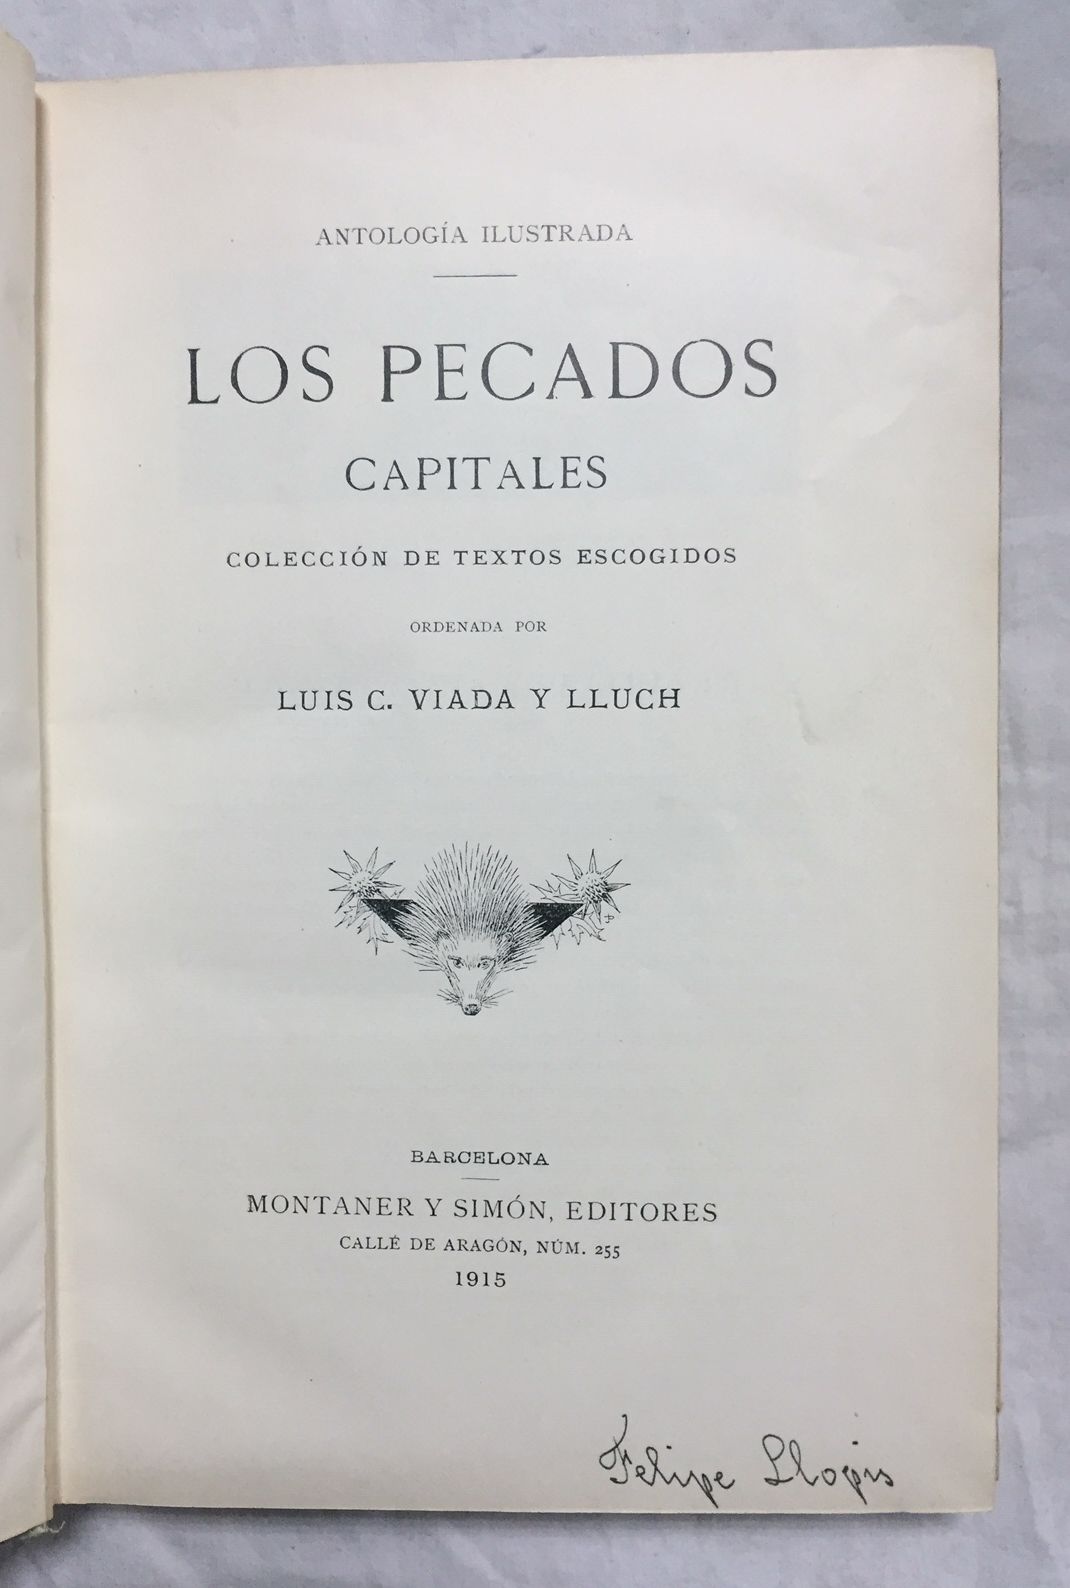 ANTOLOGÍA ILUSTRADA
LOS PECADOS
CAPITALES
COLECCIÓN DE TEXTOS ESCOGIDOS
ORDENADA POR
LUIS C. VIADA Y LLUCH
BARCELONA
MONTANER Y SIMÓN, EDITORES
CALLE DE ARAGÓN, NÚM. 255
1915
Felipe Llopis